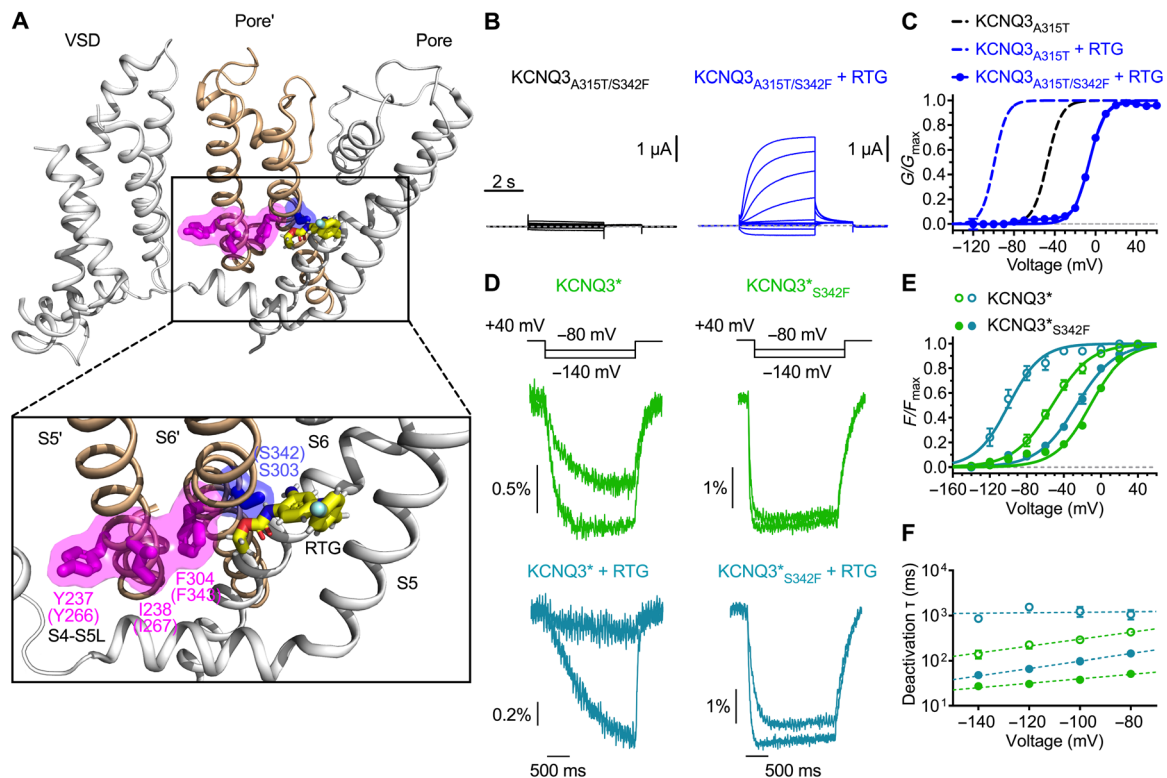 A
VSD
Pore'
Pore
S5'
S6'
S6
(S342)
S303
RTG
S5
Y237
(Y266)
I238
(I267)
F304
(F343)
S4-S5L
B
KCNQ3A315T/S342F
KCNQ3A315T/S342F + RTG
1 µA
1 µA
2 s
C
KCNQ3A315T
KCNQ3A315T + RTG
KCNQ3A315T/S342F + RTG
G/Gmax
1.0
0.8
0.6
0.4
0.2
0.0
−140
−80
−40
0
40
Voltage (mV)
D
KCNQ3*
KCNQ3*S342F
+40 mV
−80 mV
−140 mV
+40 mV
−80 mV
−140 mV
0.5%
1%
KCNQ3* + RTG
KCNQ3*S342F + RTG
0.2%
1%
500 ms
500 ms
E
KCNQ3*
KCNQ3*S342F
F/Fmax
1.0
0.8
0.6
0.4
0.2
0.0
−160
−120
−80
−40
0
40
Voltage (mV)
F
Deactivation τ (ms)
10⁴
10³
10²
10¹
−140
−120
−100
−80
Voltage (mV)